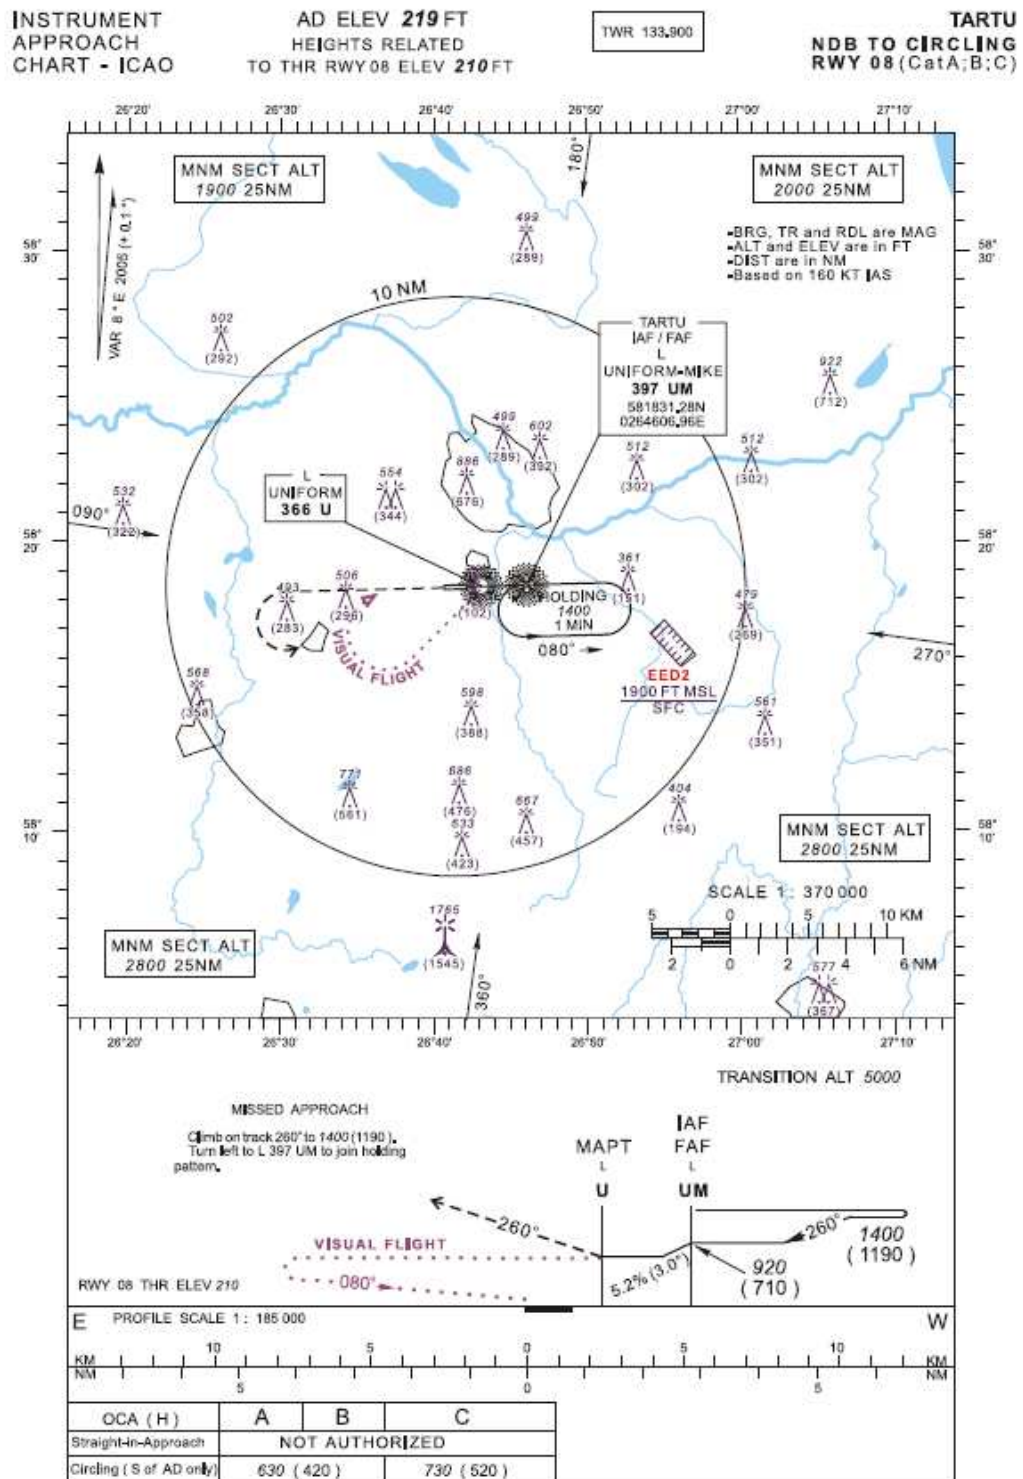 INSTRUMENT
APPROACH
CHART - ICAO
AD ELEV 219 FT
HEIGHTS RELATED
TO THR RWY 08 ELEV 210 FT
TWR 133.900
TARTU
NDB TO CIRCLING
RWY 08 (CatA;B;C)
26°20' 26°30' 26°40' 26°50' 27°00' 27°10'
MNM SECT ALT
1900 25NM
180°
MNM SECT ALT
2000 25NM
VAR 8° E 2006 (+0.1°)
-BRG, TR and RDL are MAG
-ALT and ELEV are in FT
-DIST are in NM
-Based on 160 KT IAS
58°
30'
58°
30'
499
(289)
10 NM
502
(292)
TARTU
IAF / FAF
L
UNIFORM-MIKE
397 UM
581831.28N
0264606.96E
922
(712)
499
(289)
602
(392)
512
(302)
512
(302)
886
(676)
554
(344)
L
UNIFORM
366 U
532
(322)
090°
58°
20'
58°
20'
361
(151)
506
(296)
493
(283)
(102)
HOLDING
1400
1 MIN
080°
479
(269)
270°
VISUAL FLIGHT
EED2
1900 FT MSL
SFC
568
(358)
598
(388)
561
(351)
771
(561)
686
(476)
667
(457)
633
(423)
404
(194)
58°
10'
58°
10'
MNM SECT ALT
2800 25NM
SCALE 1 : 370 000
5 0 5 10 KM
2 0 2 4 6 NM
1755
(1545)
MNM SECT ALT
2800 25NM
360°
577
(367)
26°20' 26°30' 26°40' 26°50' 27°00' 27°10'
TRANSITION ALT 5000
MISSED APPROACH
Climb on track 260° to 1400 (1190).
Turn left to L 397 UM to join holding
pattern.
MAPT
L
U
IAF
FAF
L
UM
260°
260°
1400
(1190)
VISUAL FLIGHT
080°
5.2% (3.0°)
920
(710)
RWY 08 THR ELEV 210
E PROFILE SCALE 1 : 185 000 W
10 5 0 5
KM KM
NM NM
5 0 5
OCA (H) A B C
Straight-in-Approach NOT AUTHORIZED
Circling (S of AD only) 630 (420) 730 (520)